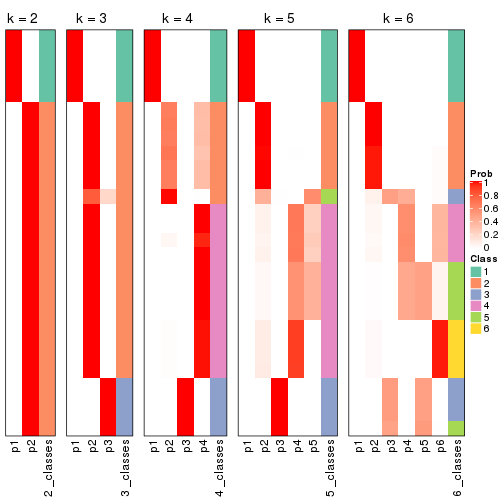 k = 2
k = 3
k = 4
k = 5
k = 6
p1
p2
2_classes
p1
p2
p3
3_classes
p1
p2
p3
p4
4_classes
p1
p2
p3
p4
p5
5_classes
p1
p2
p3
p4
p5
p6
6_classes
Prob
1
0.8
0.6
0.4
0.2
0
Class
1
2
3
4
5
6